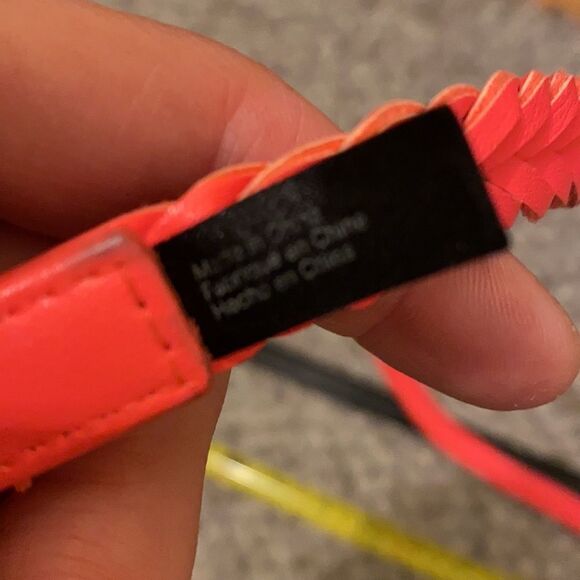 Made in China
Fabriqué en Chine
Hecho en China